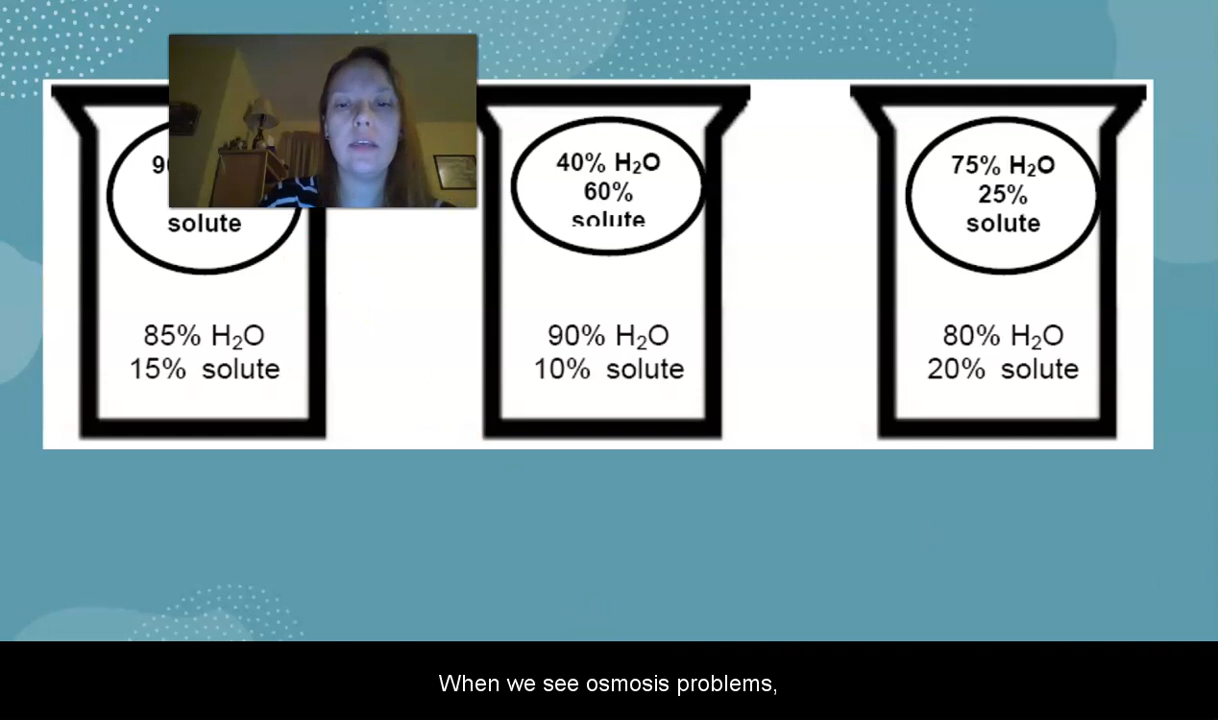 solute
85% H₂O
15% solute
40% H₂O
60%
solute
90% H₂O
10% solute
75% H₂O
25%
solute
80% H₂O
20% solute
When we see osmosis problems,